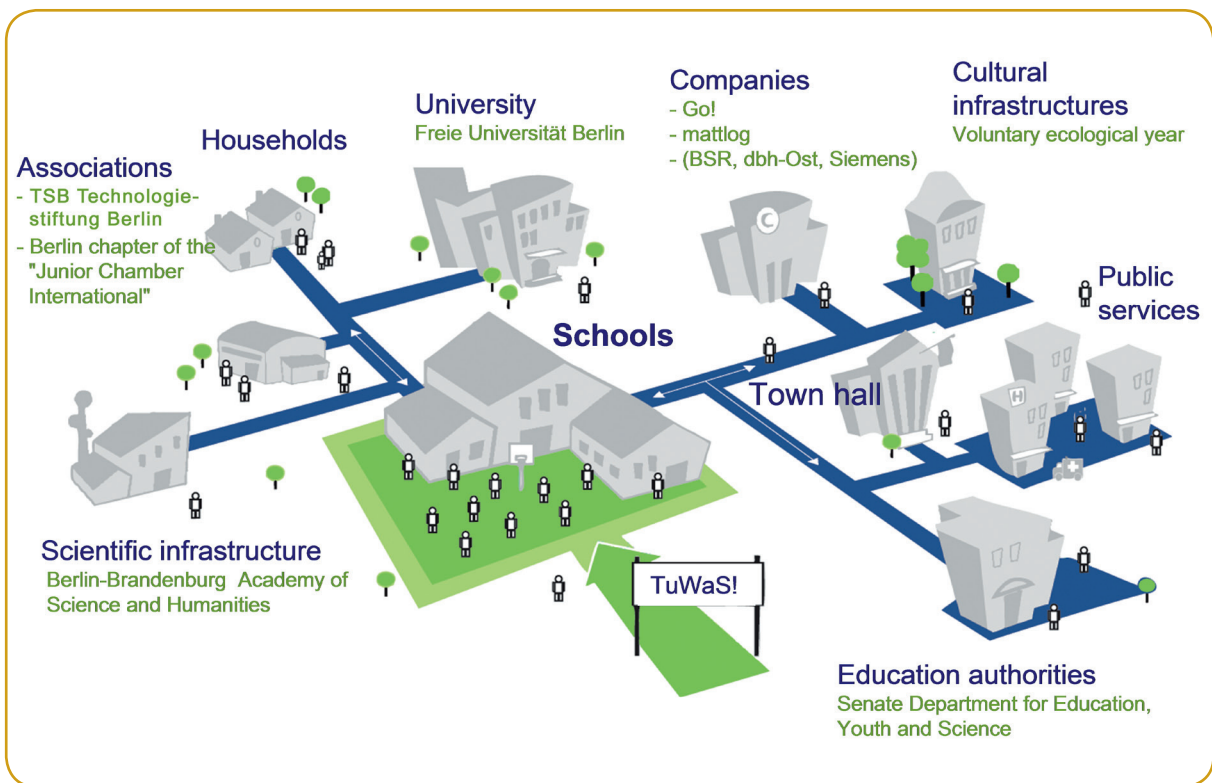 Associations
- TSB Technologie-
stiftung Berlin
- Berlin chapter of the
"Junior Chamber
International"
Households
University
Freie Universität Berlin
Companies
- Go!
- mattlog
- (BSR, dbh-Ost, Siemens)
Cultural
infrastructures
Voluntary ecological year
Public
services
Schools
Town hall
C
H
Scientific infrastructure
Berlin-Brandenburg Academy of
Science and Humanities
TuWaS!
Education authorities
Senate Department for Education,
Youth and Science